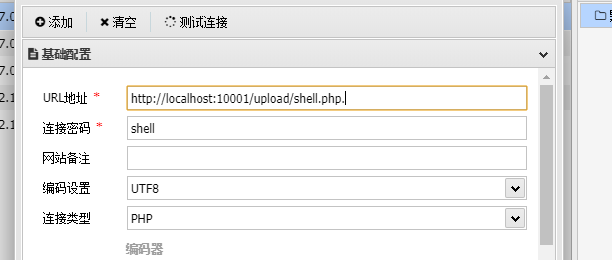 添加 清空 测试连接
基础配置
URL地址 * http://localhost:10001/upload/shell.php.
连接密码 * shell
网站备注
编码设置 UTF8
连接类型 PHP
编码器
7.0
7.0
2.1
2.1